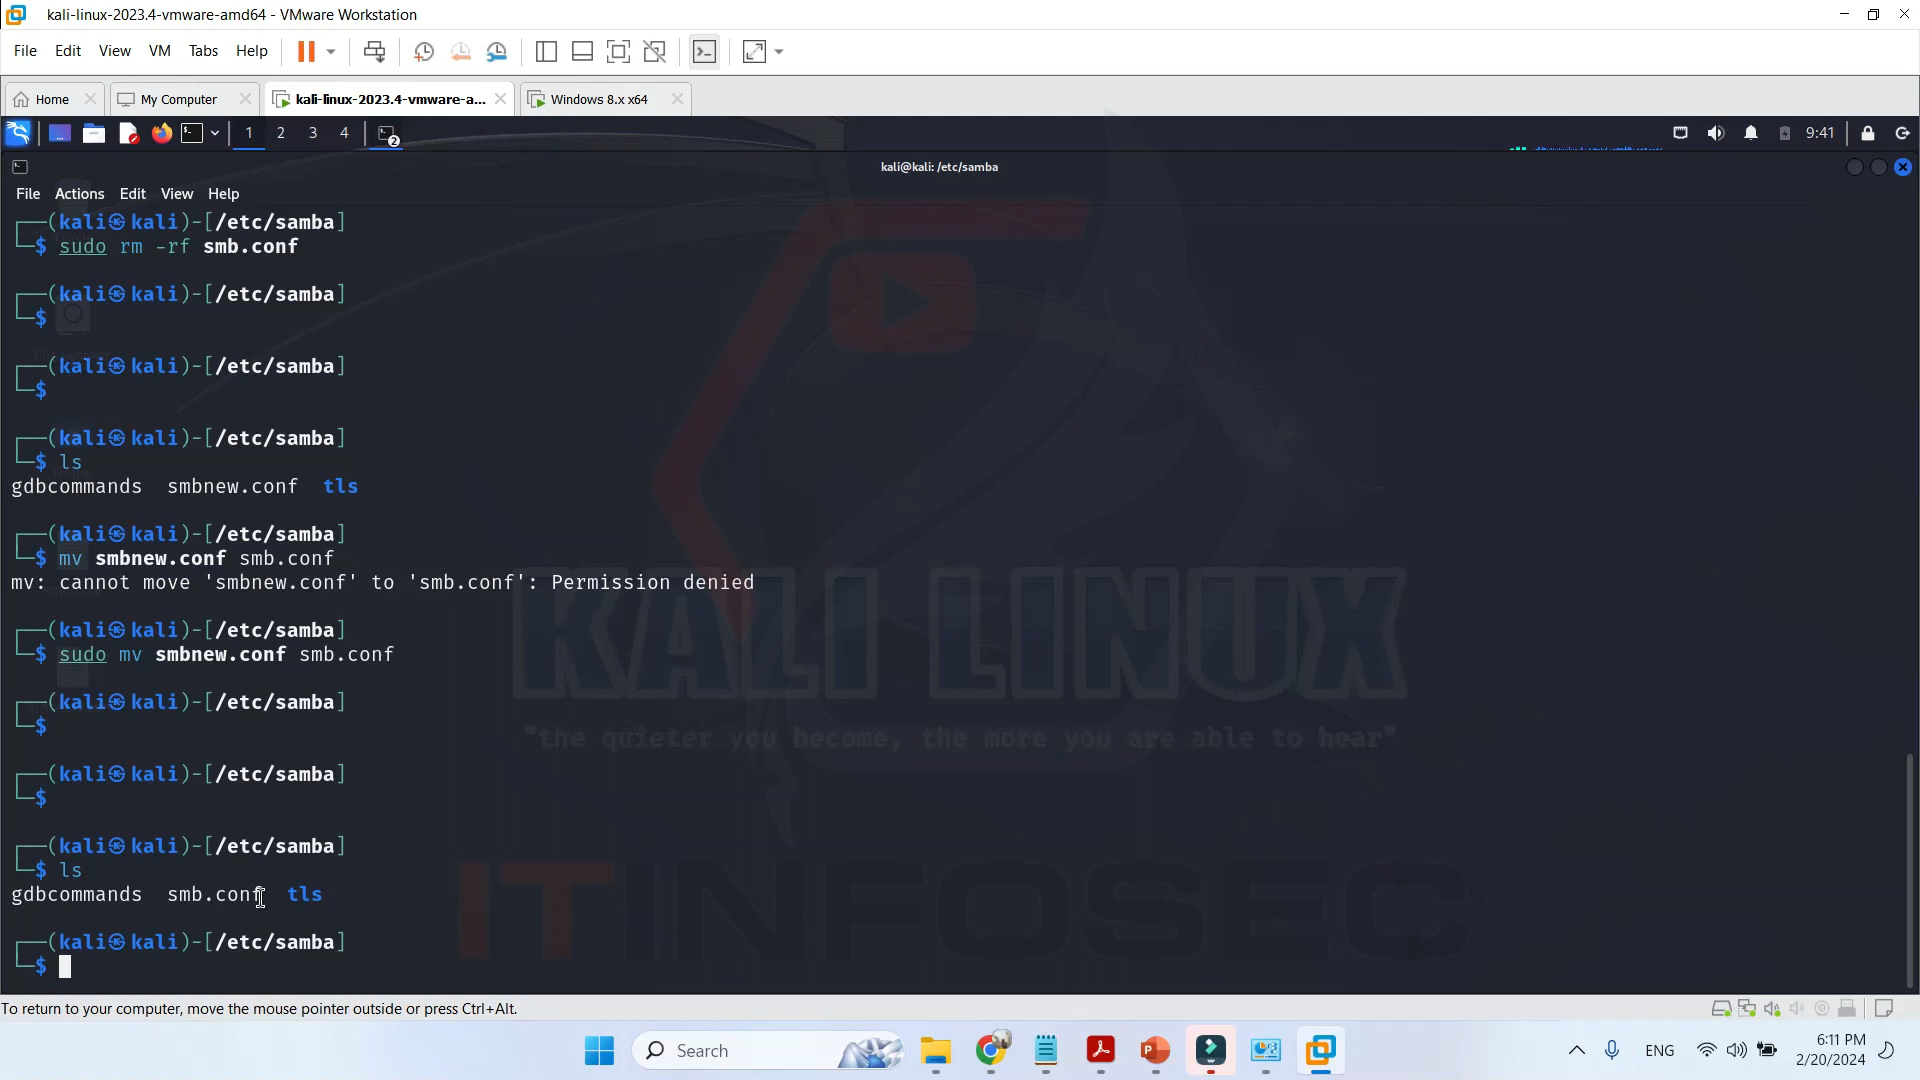 kali-linux-2023.4-vmware-amd64 - VMware Workstation
File Edit View VM Tabs Help
Home My Computer kali-linux-2023.4-vmware-a... Windows 8.x x64
1 2 3 4 2 9:41
kali@kali: /etc/samba
File Actions Edit View Help
┌──(kali㉿kali)-[/etc/samba]
└─$ sudo rm -rf smb.conf
┌──(kali㉿kali)-[/etc/samba]
└─$
┌──(kali㉿kali)-[/etc/samba]
└─$
┌──(kali㉿kali)-[/etc/samba]
└─$ ls
gdbcommands smbnew.conf tls
┌──(kali㉿kali)-[/etc/samba]
└─$ mv smbnew.conf smb.conf
mv: cannot move 'smbnew.conf' to 'smb.conf': Permission denied
┌──(kali㉿kali)-[/etc/samba]
└─$ sudo mv smbnew.conf smb.conf
┌──(kali㉿kali)-[/etc/samba]
└─$
┌──(kali㉿kali)-[/etc/samba]
└─$
┌──(kali㉿kali)-[/etc/samba]
└─$ ls
gdbcommands smb.conf tls
┌──(kali㉿kali)-[/etc/samba]
└─$
KALI LINUX
"the quieter you become, the more you are able to hear"
ITINFOSEC
To return to your computer, move the mouse pointer outside or press Ctrl+Alt.
Search
ENG
6:11 PM
2/20/2024